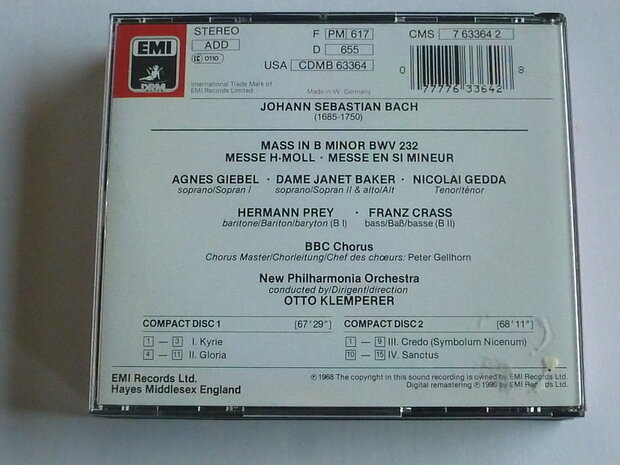 EMI
DRM
STEREO
ADD
0110
F PM 617
D 655
USA CDMB 63364
CMS 7 63364 2
0 77776 33642 8
International Trade Mark of
EMI Records Limited
Made in W. Germany
JOHANN SEBASTIAN BACH
(1685-1750)
MASS IN B MINOR BWV 232
MESSE H-MOLL · MESSE EN SI MINEUR
AGNES GIEBEL · DAME JANET BAKER · NICOLAI GEDDA
soprano/Sopran I soprano/Sopran II & alto/Alt Tenor/ténor
HERMANN PREY · FRANZ CRASS
baritone/Bariton/baryton (B I) bass/Baß/basse (B II)
BBC Chorus
Chorus Master/Chorleitung/Chef des chœurs: Peter Gellhorn
New Philharmonia Orchestra
conducted by/Dirigent/direction
OTTO KLEMPERER
COMPACT DISC 1 [67'29"] COMPACT DISC 2 [68'11"]
1 - 3 I. Kyrie 1 - 9 III. Credo (Symbolum Nicenum)
4 - 11 II. Gloria 10 - 15 IV. Sanctus
EMI Records Ltd.
Hayes Middlesex England
℗ 1968 The copyright in this sound recording is owned by EMI Records Ltd.
Digital remastering ℗ 1990 by EMI Records Ltd.